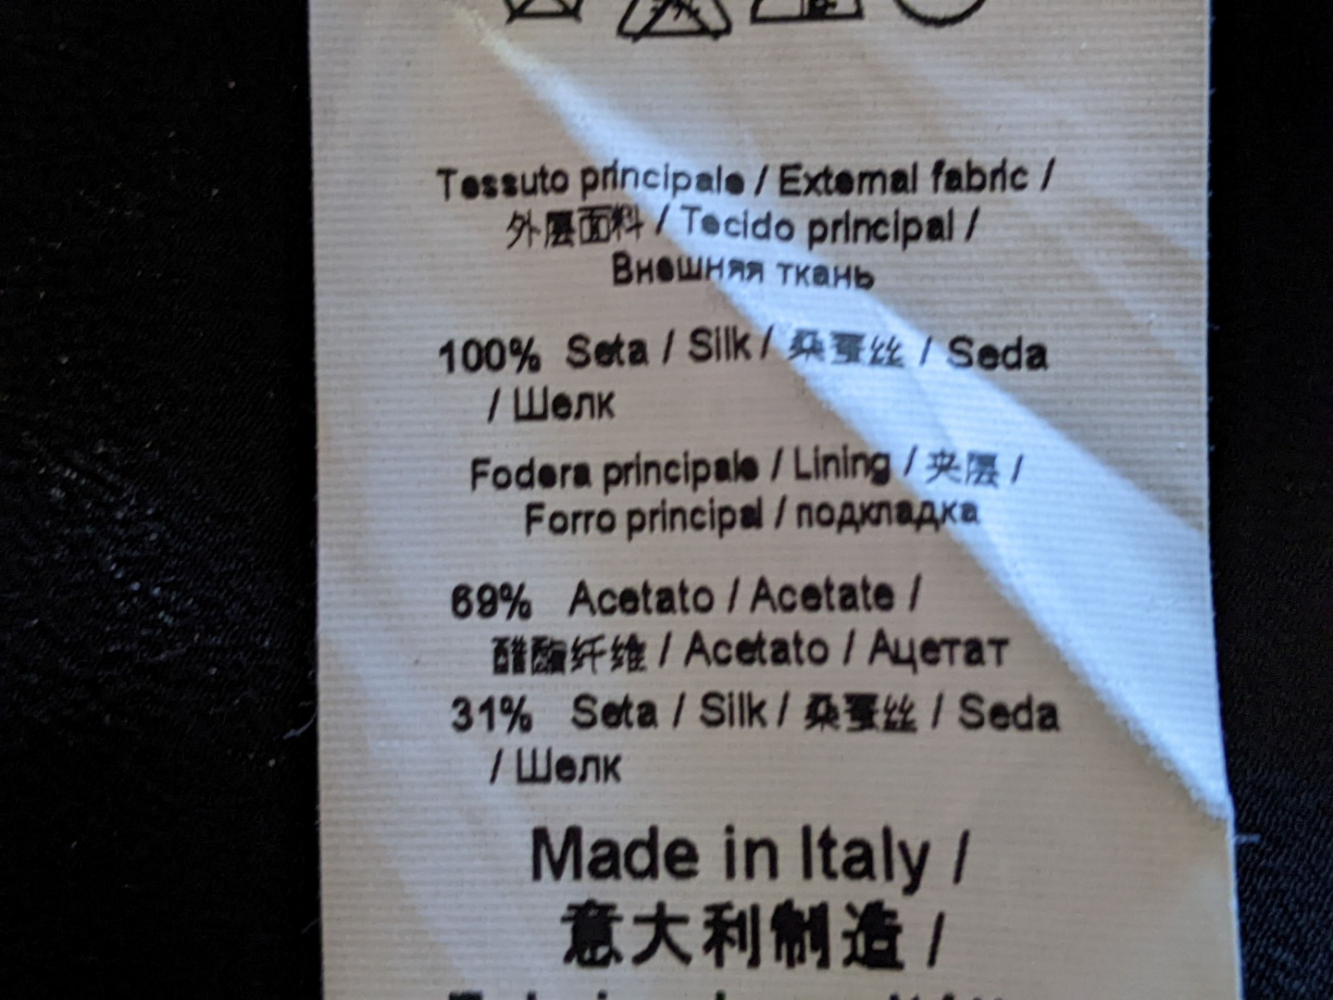 Tessuto principale / External fabric /
外层面料 / Tecido principal /
Внешняя ткань
100% Seta / Silk / 桑蚕丝 / Seda
/ Шелк
Fodera principale / Lining / 夹层 /
Forro principal / подкладка
69% Acetato / Acetate /
醋酯纤维 / Acetato / Ацетат
31% Seta / Silk / 桑蚕丝 / Seda
/ Шелк
Made in Italy /
意大利制造 /